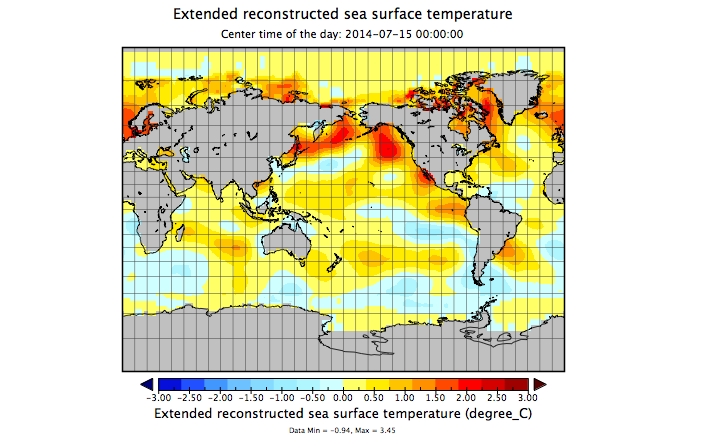 Extended reconstructed sea surface temperature
Center time of the day: 2014-07-15 00:00:00
-3.00 -2.50 -2.00 -1.50 -1.00 -0.50 0.00 0.50 1.00 1.50 2.00 2.50 3.00
Extended reconstructed sea surface temperature (degree_C)
Data Min = -0.94, Max = 3.45